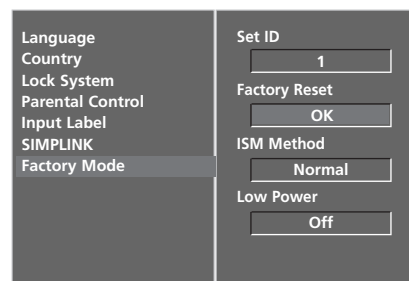 Language
Country
Lock System
Parental Control
Input Label
SIMPLINK
Factory Mode
Set ID
1
Factory Reset
OK
ISM Method
Normal
Low Power
Off